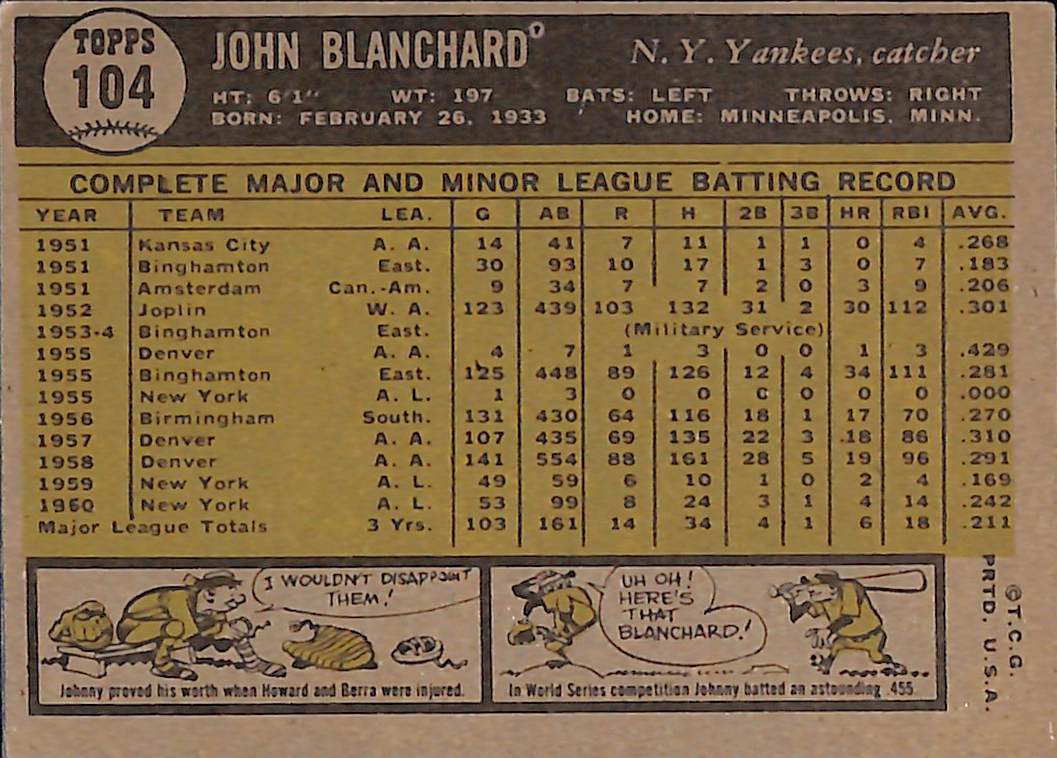 TOPPS
104
JOHN BLANCHARD
N. Y. Yankees, catcher
HT: 6'1" WT: 197 BATS: LEFT THROWS: RIGHT
BORN: FEBRUARY 26, 1933 HOME: MINNEAPOLIS, MINN.
COMPLETE MAJOR AND MINOR LEAGUE BATTING RECORD
YEAR TEAM LEA. G AB R H 2B 3B HR RBI AVG.
1951 Kansas City A. A. 14 41 7 11 1 1 0 4 .268
1951 Binghamton East. 30 93 10 17 1 3 0 7 .183
1951 Amsterdam Can.-Am. 9 34 7 7 2 0 3 9 .206
1952 Joplin W. A. 123 439 103 132 31 2 30 112 .301
1953-4 Binghamton East. (Military Service)
1955 Denver A. A. 4 7 1 3 0 0 1 3 .429
1955 Binghamton East. 125 448 89 126 12 4 34 111 .281
1955 New York A. L. 1 3 0 0 0 0 0 0 .000
1956 Birmingham South. 131 430 64 116 18 1 17 70 .270
1957 Denver A. A. 107 435 69 135 22 3 18 86 .310
1958 Denver A. A. 141 554 88 161 28 5 19 96 .291
1959 New York A. L. 49 59 6 10 1 0 2 4 .169
1960 New York A. L. 53 99 8 24 3 1 4 14 .242
Major League Totals 3 Yrs. 103 161 14 34 4 1 6 18 .211
I WOULDN'T DISAPPOINT
THEM!
Johnny proved his worth when Howard and Berra were injured.
UH OH!
HERE'S
THAT
BLANCHARD!
In World Series competition Johnny batted an astounding .455.
©T.C.G.
PRTD. U.S.A.